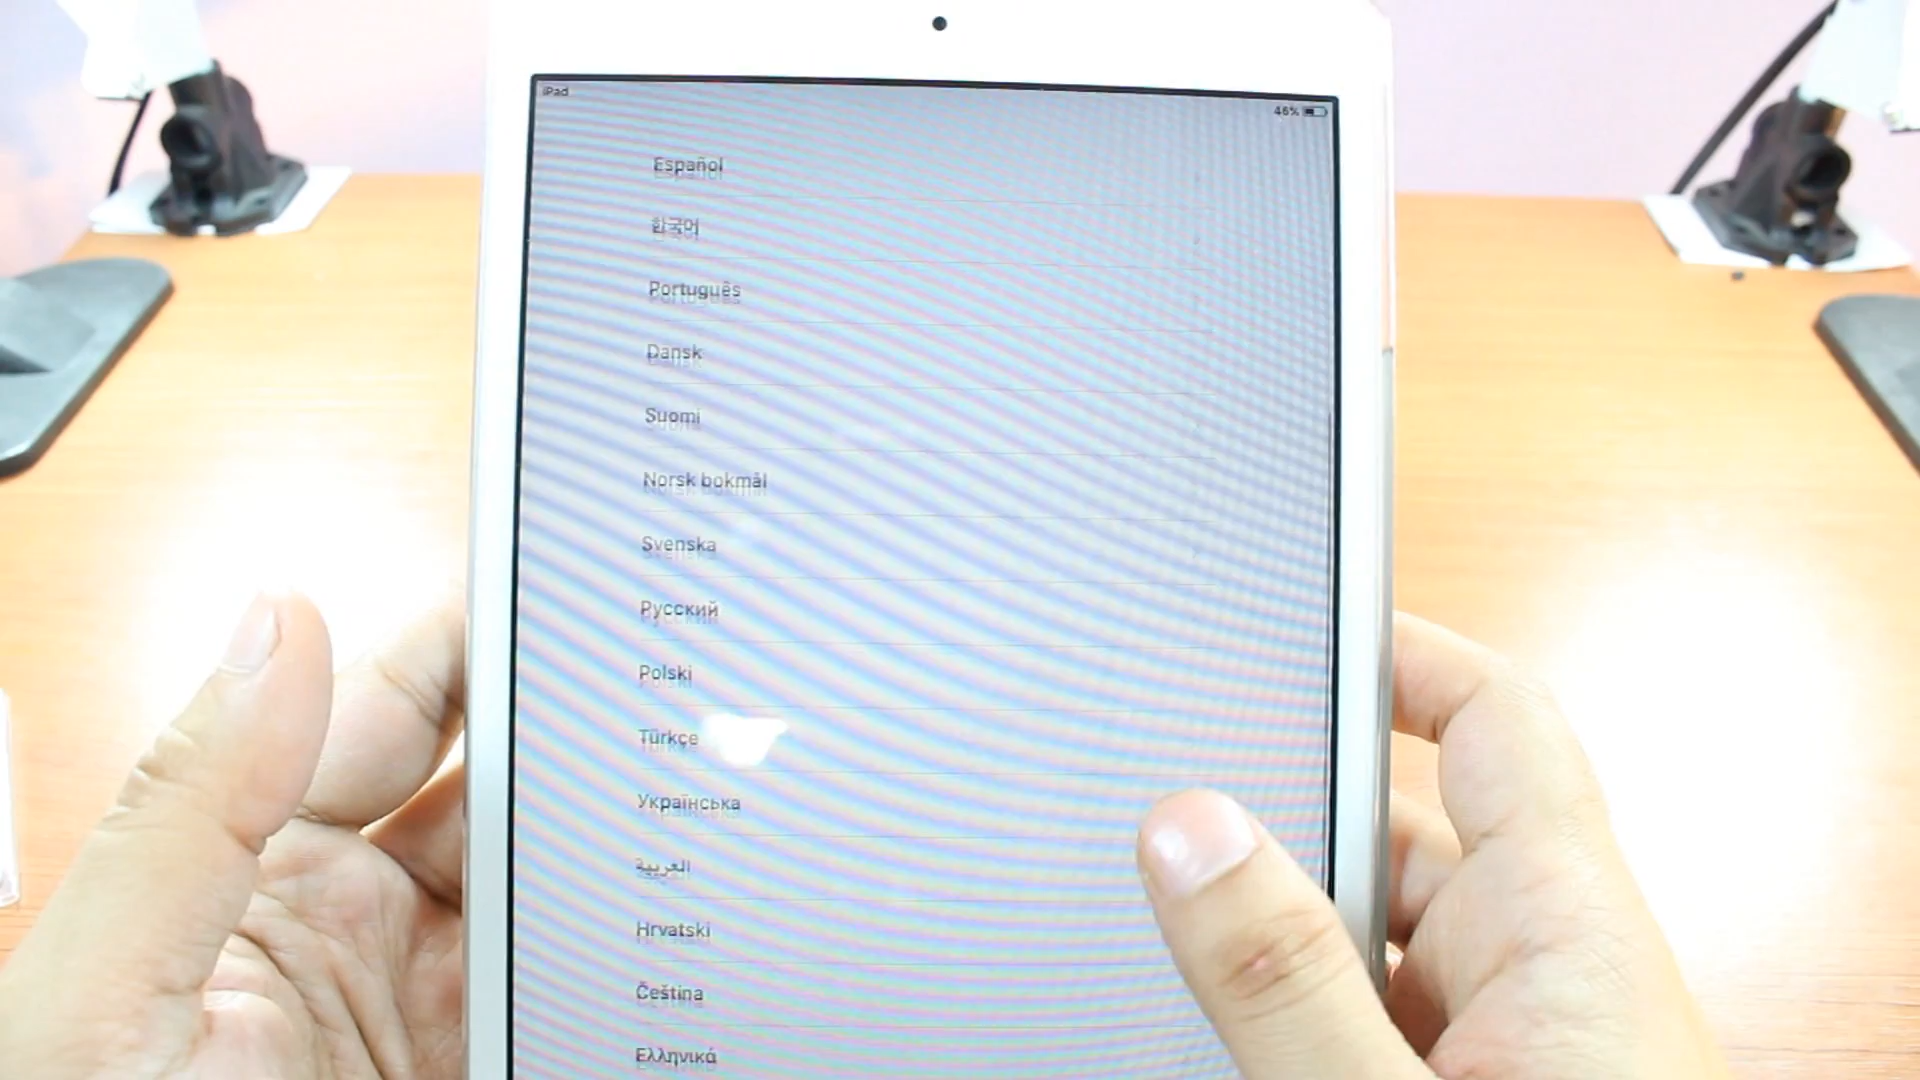 iPad
46%
Español
한국어
Português
Dansk
Suomi
Norsk bokmål
Svenska
Русский
Polski
Türkçe
Українська
العربية
Hrvatski
Čeština
Ελληνικά